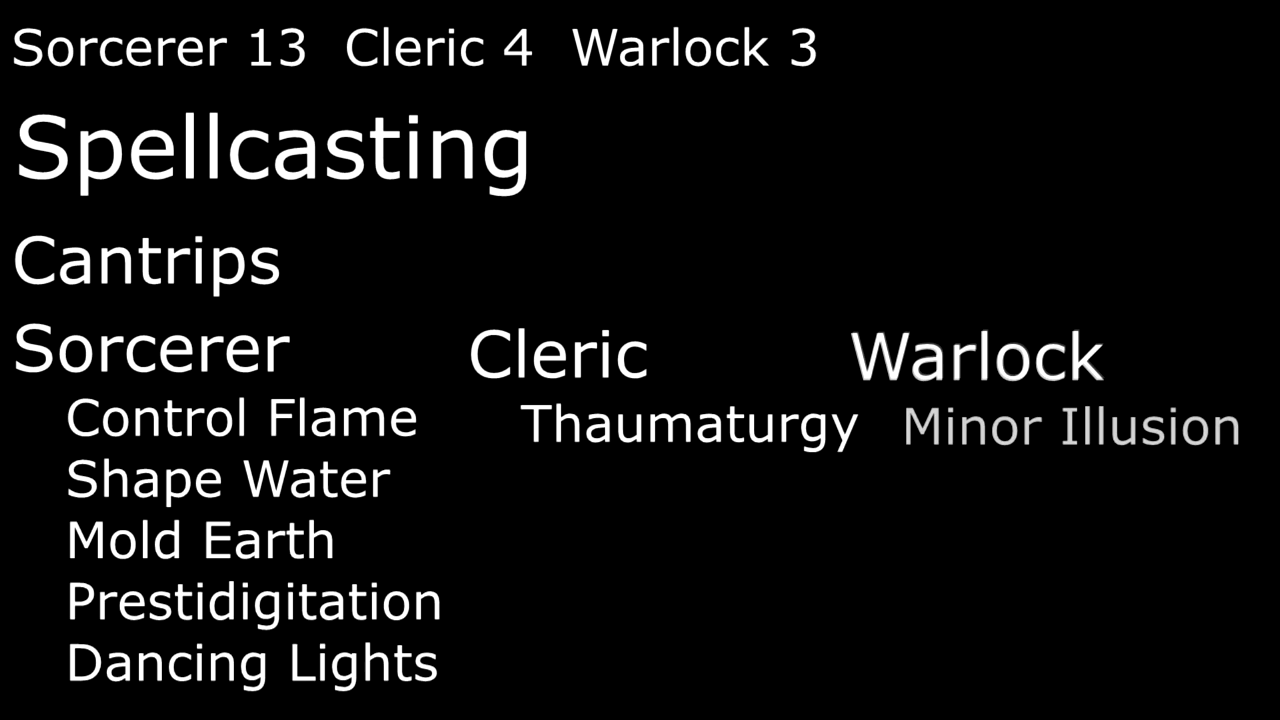 Sorcerer 13 Cleric 4 Warlock 3
Spellcasting
Cantrips
Sorcerer
Control Flame
Shape Water
Mold Earth
Prestidigitation
Dancing Lights
Cleric
Thaumaturgy
Warlock
Minor Illusion